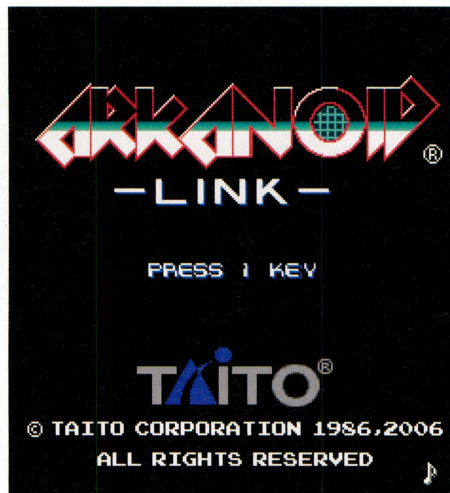 ARKANOID®
-LINK-
PRESS 1 KEY
TAITO®
© TAITO CORPORATION 1986,2006
ALL RIGHTS RESERVED